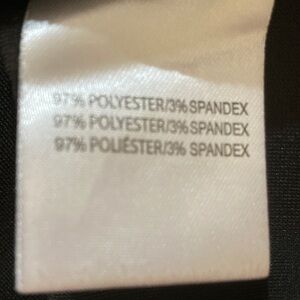 97% POLYESTER/3% SPANDEX
97% POLYESTER/3% SPANDEX
97% POLIÉSTER/3% SPANDEX